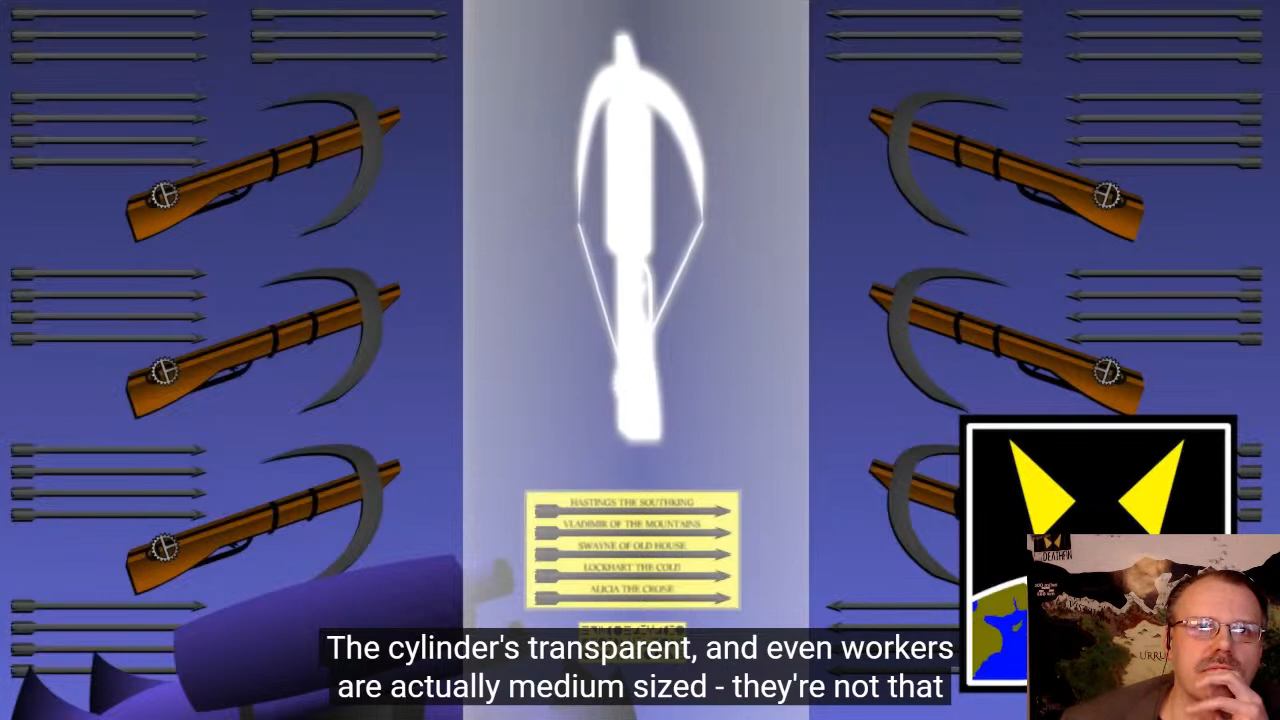 HASTINGS THE SOUTHKING
VLADIMIR OF THE MOUNTAINS
SWAYNE OF OLD HOUSE
LOCKHART THE COLD
ALICIA THE CROSE
The cylinder's transparent, and even workers
are actually medium sized - they're not that